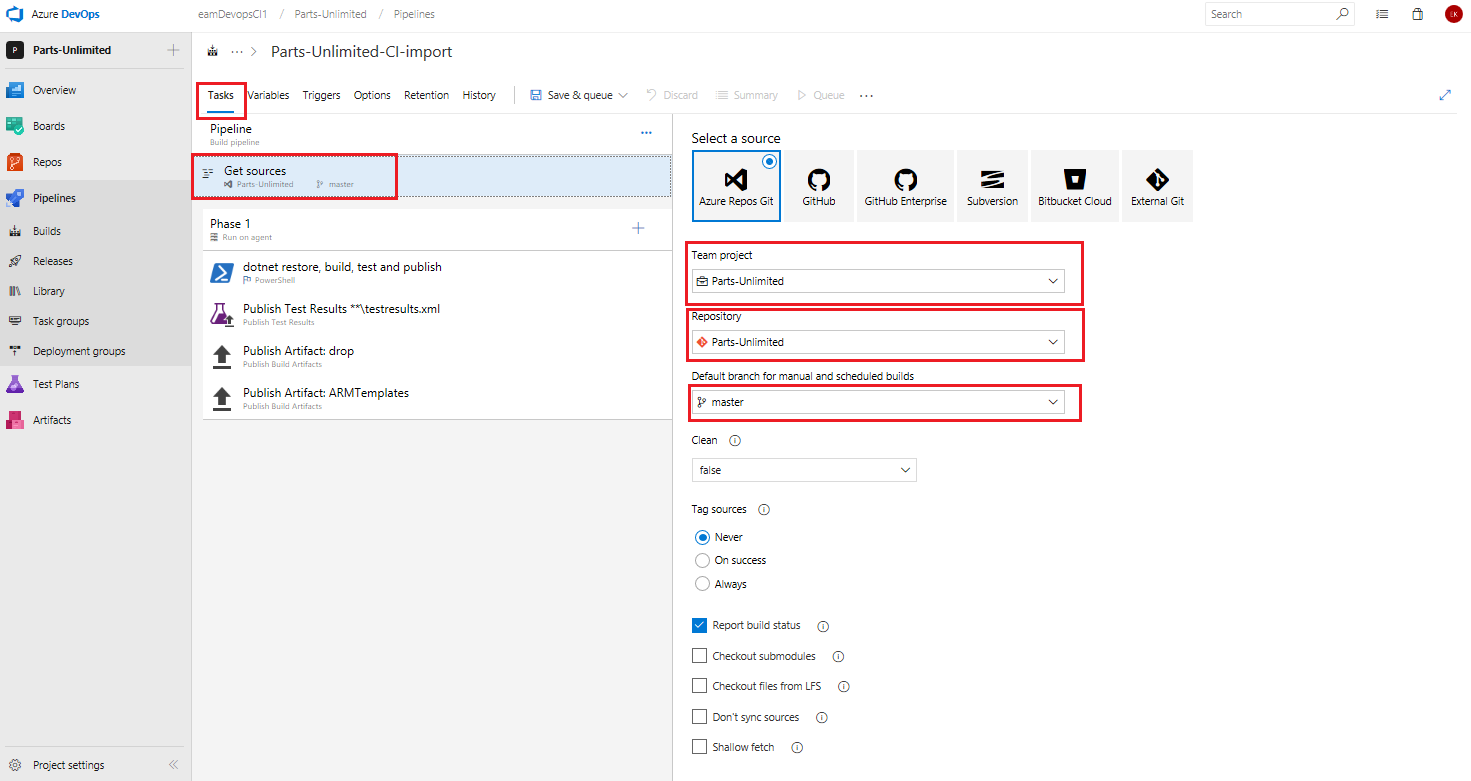 Azure DevOps
eamDevopsCI1 / Parts-Unlimited / Pipelines
Search
EK
P
Parts-Unlimited
Overview
Boards
Repos
Pipelines
Builds
Releases
Library
Task groups
Deployment groups
Test Plans
Artifacts
Project settings
Parts-Unlimited-CI-import
Tasks
Variables
Triggers
Options
Retention
History
Save & queue
Discard
Summary
Queue
Pipeline
Build pipeline
Get sources
Parts-Unlimited
master
Phase 1
Run on agent
dotnet restore, build, test and publish
PowerShell
Publish Test Results **\testresults.xml
Publish Test Results
Publish Artifact: drop
Publish Build Artifacts
Publish Artifact: ARMTemplates
Publish Build Artifacts
Select a source
Azure Repos Git
GitHub
GitHub Enterprise
Subversion
Bitbucket Cloud
External Git
Team project
Parts-Unlimited
Repository
Parts-Unlimited
Default branch for manual and scheduled builds
master
Clean
false
Tag sources
Never
On success
Always
Report build status
Checkout submodules
Checkout files from LFS
Don't sync sources
Shallow fetch